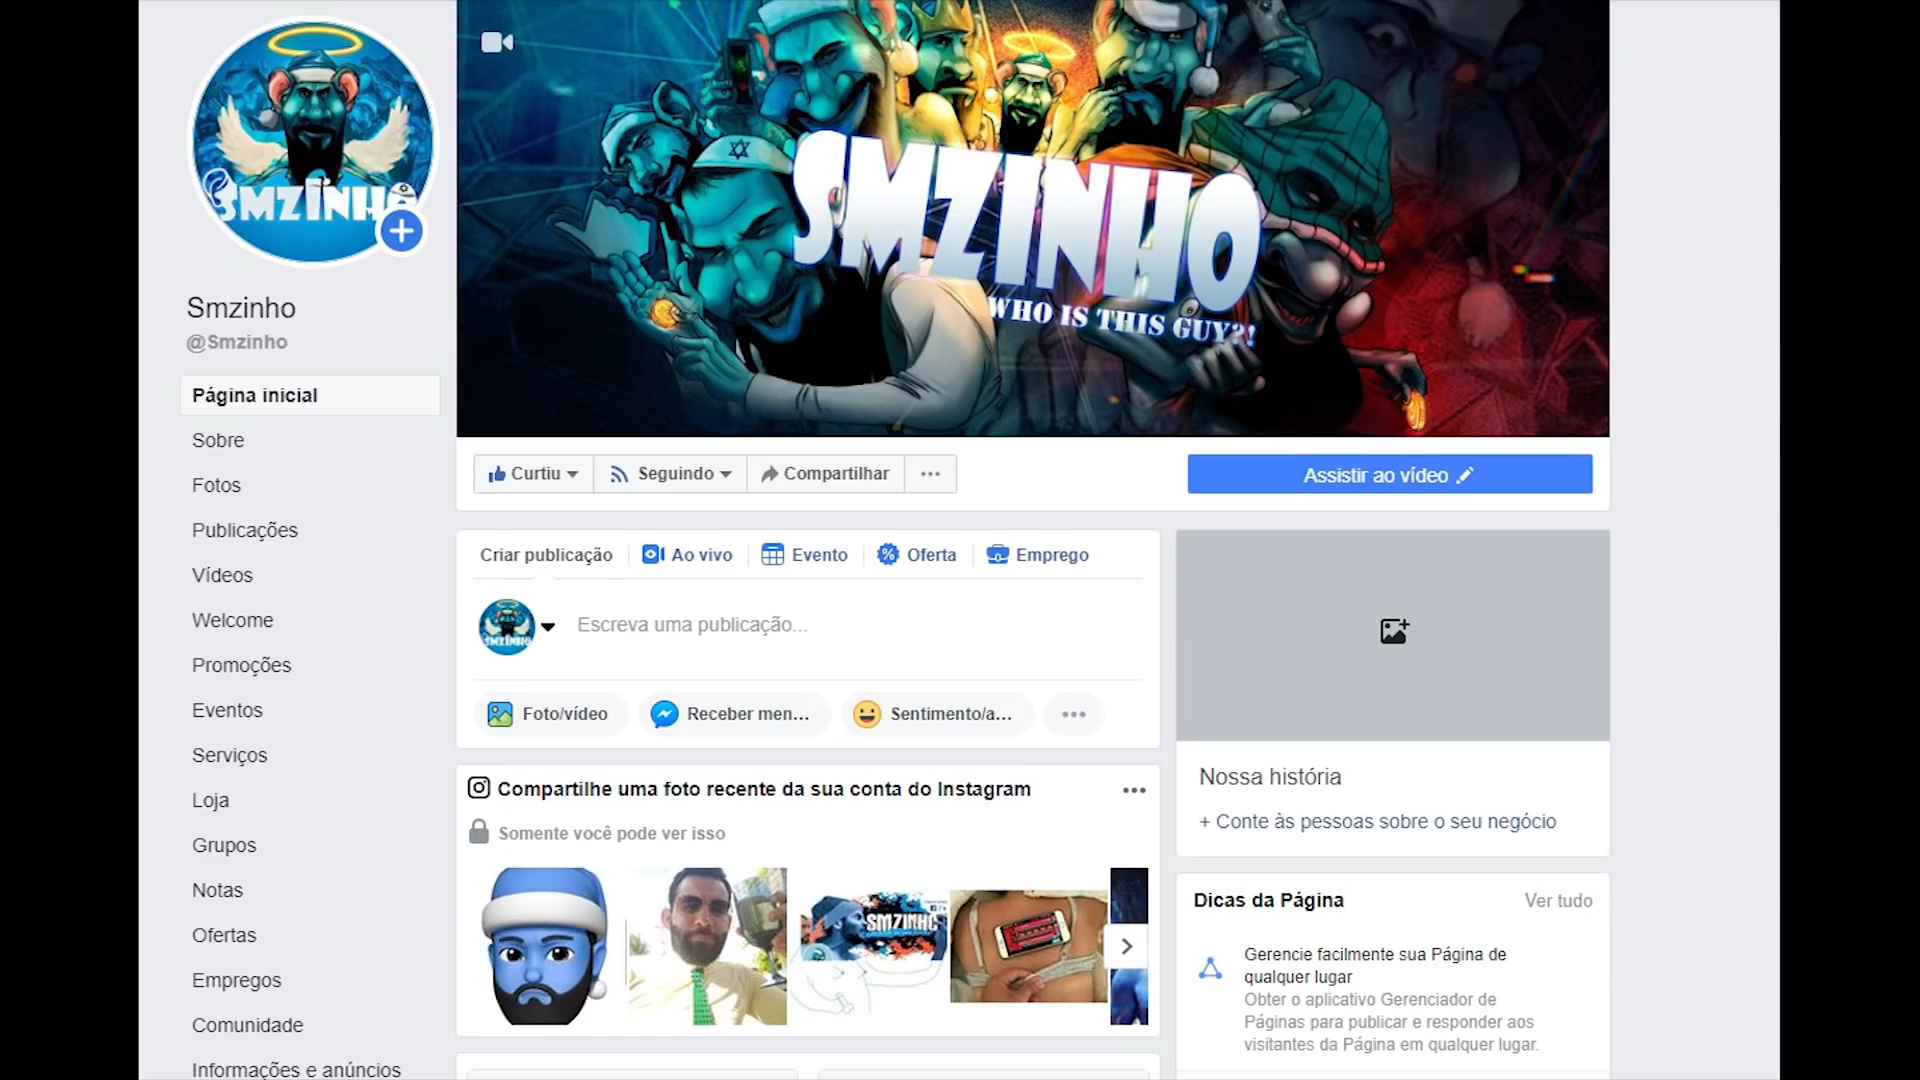 SMZINHO
Smzinho
@Smzinho
Página inicial
Sobre
Fotos
Publicações
Vídeos
Welcome
Promoções
Eventos
Serviços
Loja
Grupos
Notas
Ofertas
Empregos
Comunidade
Informações e anúncios
SMZINHO
WHO IS THIS GUY?!
Curtiu
Seguindo
Compartilhar
Assistir ao vídeo
Criar publicação
Ao vivo
Evento
Oferta
Emprego
SMZINHO
Escreva uma publicação...
Foto/vídeo
Receber men...
Sentimento/a...
Compartilhe uma foto recente da sua conta do Instagram
Somente você pode ver isso
SMZINHO
Nossa história
+ Conte às pessoas sobre o seu negócio
Dicas da Página
Ver tudo
Gerencie facilmente sua Página de
qualquer lugar
Obter o aplicativo Gerenciador de
Páginas para publicar e responder aos
visitantes da Página em qualquer lugar.